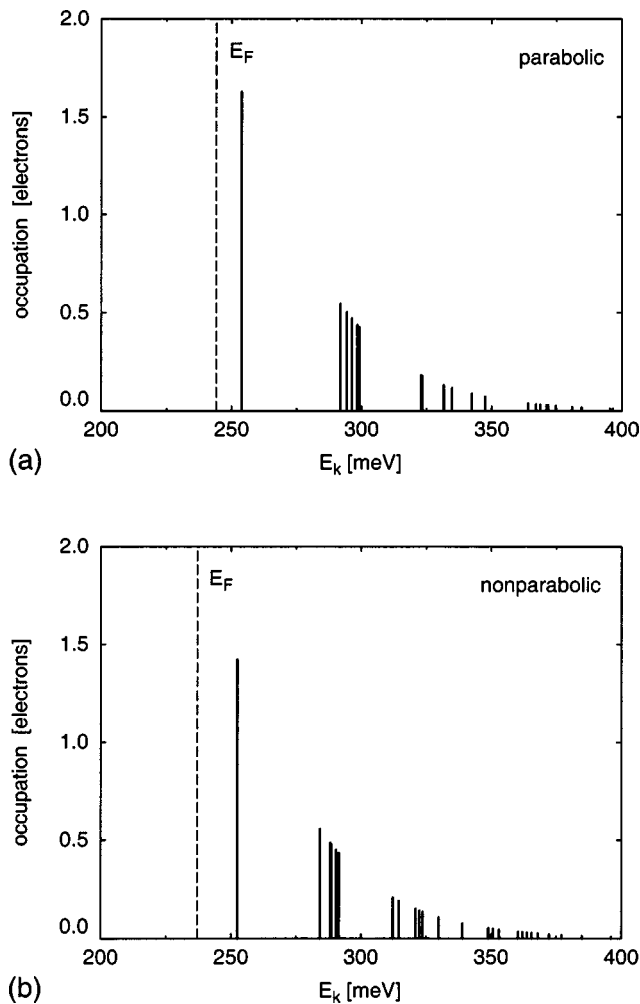 2.0
E_F
parabolic
1.5
occupation [electrons]
1.0
0.5
0.0
200 250 300 350 400
(a)
E_k [meV]
2.0
E_F
nonparabolic
1.5
occupation [electrons]
1.0
0.5
0.0
200 250 300 350 400
(b)
E_k [meV]